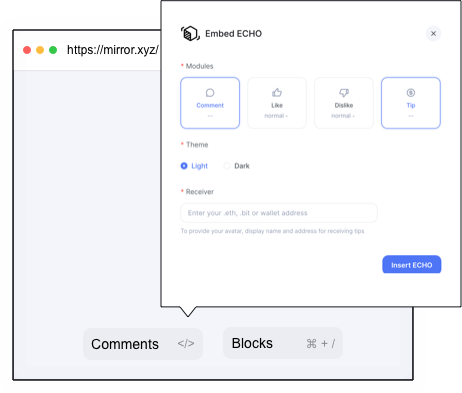 Embed ECHO
https://mirror.xyz/
* Modules
Comment
Like
normal
Dislike
normal
Tip
* Theme
Light
Dark
* Receiver
Enter your .eth, .bit or wallet address
To provide your avatar, display name and address for receiving tips
Insert ECHO
Comments </>
Blocks ⌘ + /